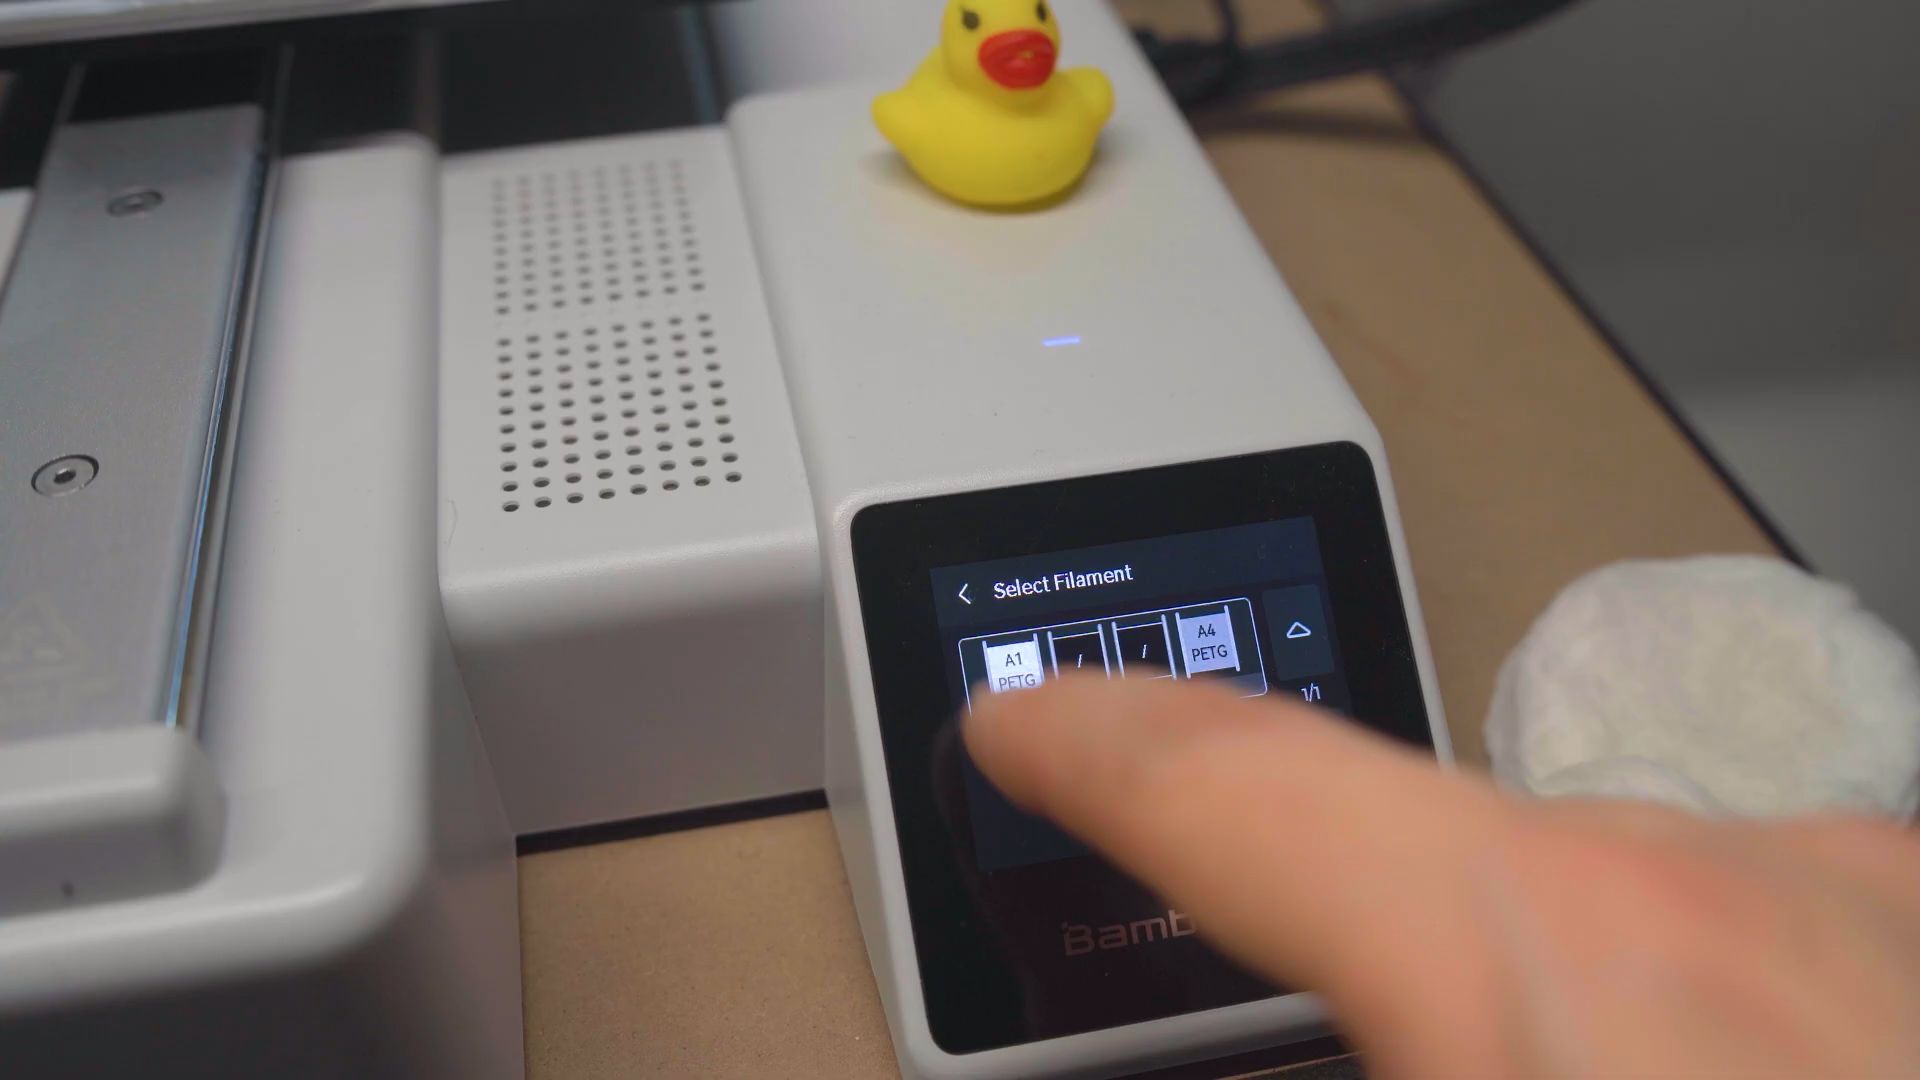 Select Filament
A1
PETG
/
/
A4
PETG
1/1
Bamb